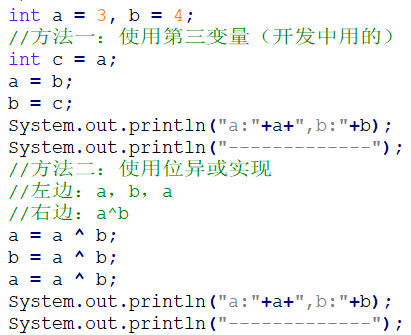 int a = 3, b = 4;
//方法一：使用第三变量（开发中用的）
int c = a;
a = b;
b = c;
System.out.println("a:"+a+",b:"+b);
System.out.println("-------------");
//方法二：使用位异或实现
//左边：a，b，a
//右边：a^b
a = a ^ b;
b = a ^ b;
a = a ^ b;
System.out.println("a:"+a+",b:"+b);
System.out.println("-------------");